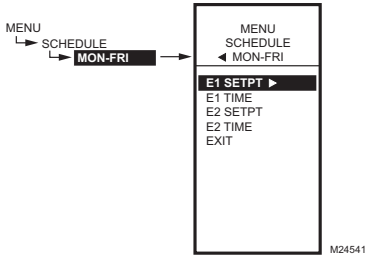 MENU
SCHEDULE
MON-FRI
MENU
SCHEDULE
◄ MON-FRI
E1 SETPT ►
E1 TIME
E2 SETPT
E2 TIME
EXIT
M24541